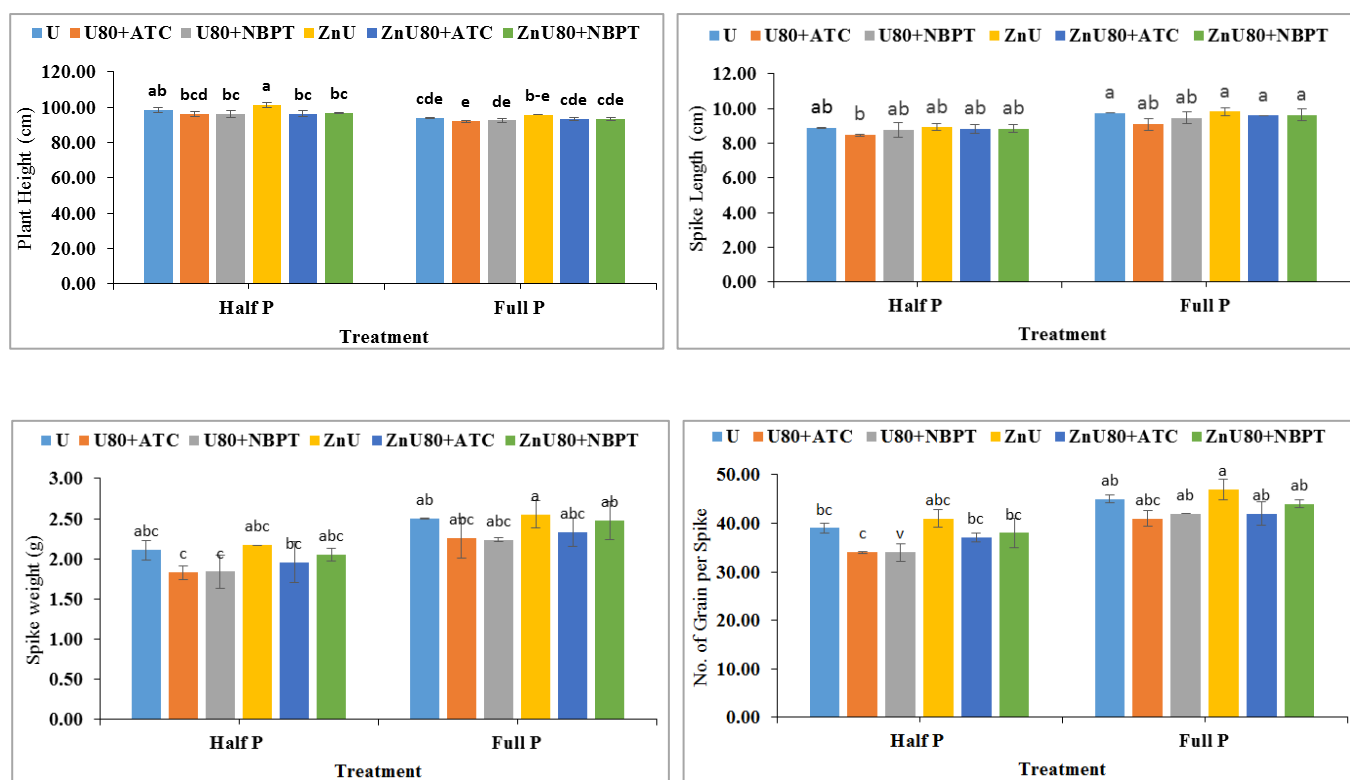 U U80+ATC U80+NBPT ZnU ZnU80+ATC ZnU80+NBPT
Plant Height (cm)
120.00
100.00
80.00
60.00
40.00
20.00
0.00
ab bcd bc a bc bc cde e de b-e cde cde
Half P Full P
Treatment
U U80+ATC U80+NBPT ZnU ZnU80+ATC ZnU80+NBPT
Spike Length (cm)
12.00
10.00
8.00
6.00
4.00
2.00
0.00
ab b ab ab ab ab a ab ab a a a
Half P Full P
Treatment
U U80+ATC U80+NBPT ZnU ZnU80+ATC ZnU80+NBPT
Spike weight (g)
3.00
2.50
2.00
1.50
1.00
0.50
0.00
abc c c abc bc abc ab abc abc a abc ab
Half P Full P
Treatment
U U80+ATC U80+NBPT ZnU ZnU80+ATC ZnU80+NBPT
No. of Grain per Spike
50.00
40.00
30.00
20.00
10.00
0.00
bc c v abc bc bc ab abc ab a ab ab
Half P Full P
Treatment